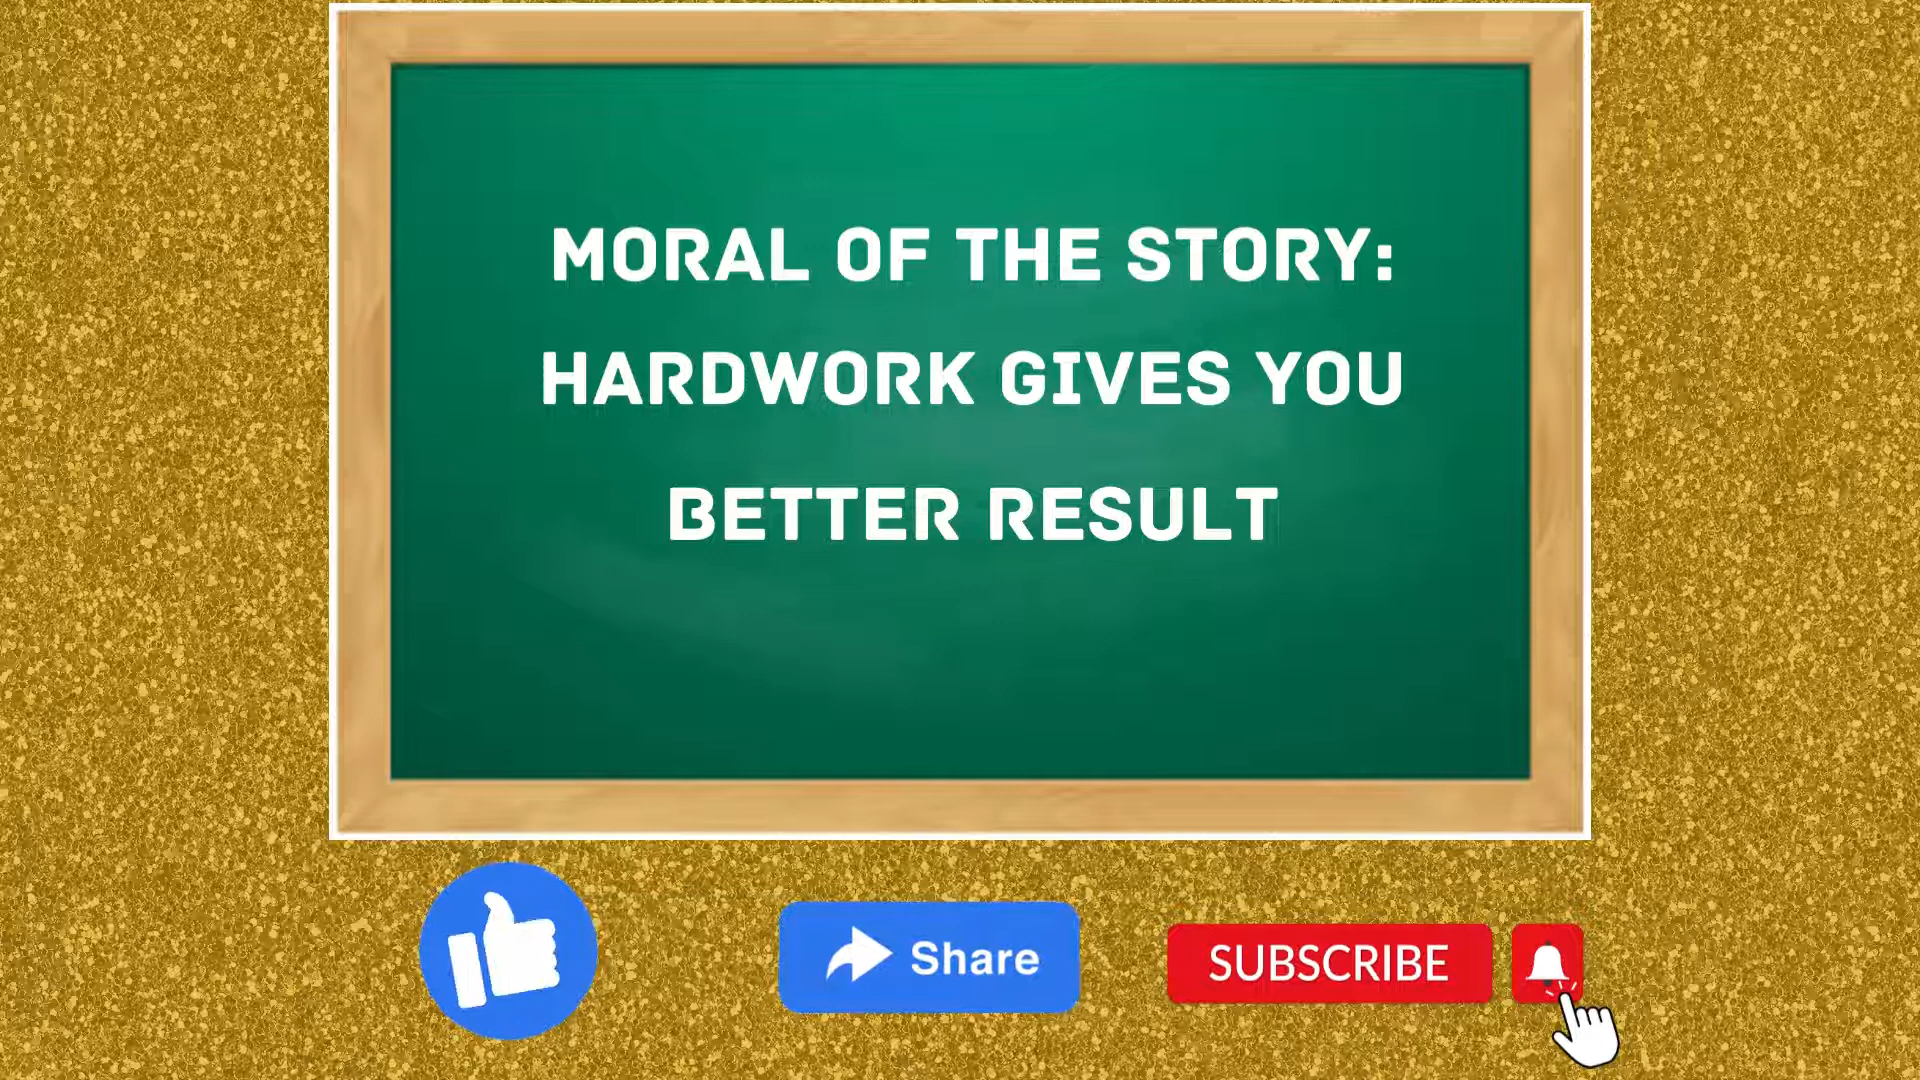 MORAL OF THE STORY:
HARDWORK GIVES YOU
BETTER RESULT
Share
SUBSCRIBE